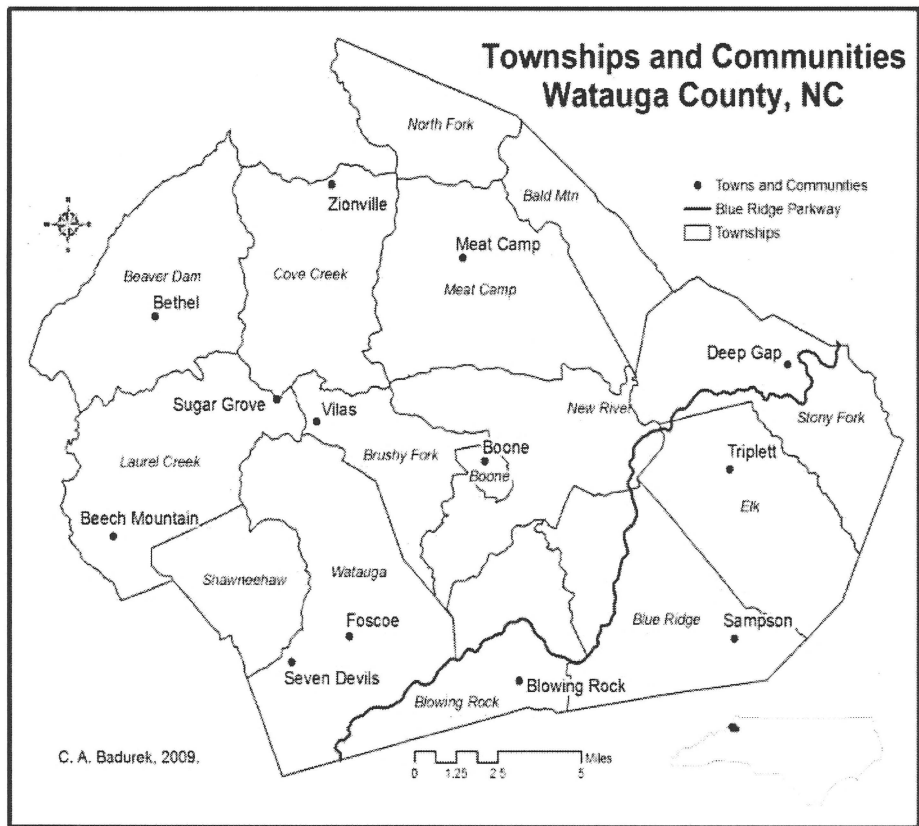 Townships and Communities
Watauga County, NC
North Fork
Towns and Communities
Blue Ridge Parkway
Townships
Zionville
Bald Mtn
Meat Camp
Beaver Dam
Cove Creek
Meat Camp
Bethel
Deep Gap
Sugar Grove
Vilas
New River
Stony Fork
Laurel Creek
Brushy Fork
Boone
Boone
Triplett
Elk
Beech Mountain
Shawneehaw
Watauga
Foscoe
Blue Ridge
Sampson
Seven Devils
Blowing Rock
Blowing Rock
C. A. Badurek, 2009.
Miles
0 1.25 2.5 5